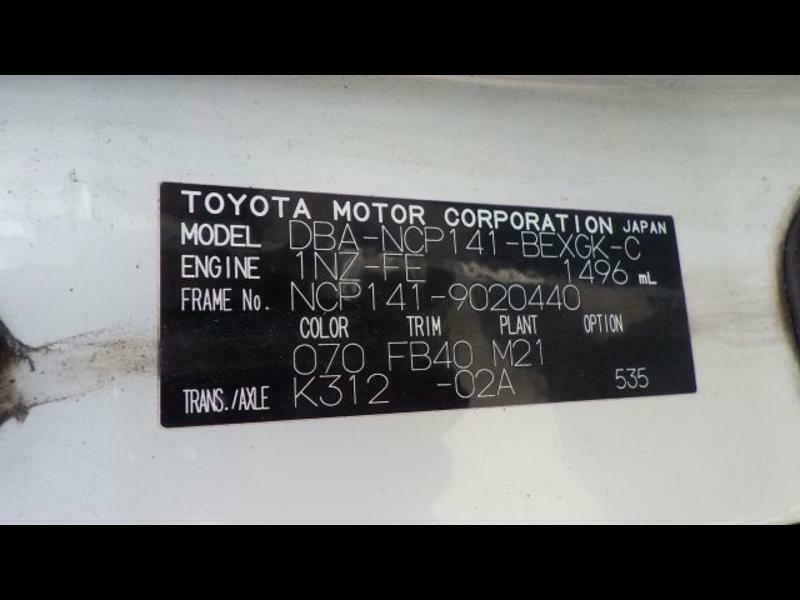 TOYOTA MOTOR CORPORATION JAPAN
MODEL DBA-NCP141-BEXGK-C
ENGINE 1NZ-FE 1496 mL
FRAME No. NCP141-9020440
COLOR TRIM PLANT OPTION
070 FB40 M21
TRANS./AXLE K312 -02A 535